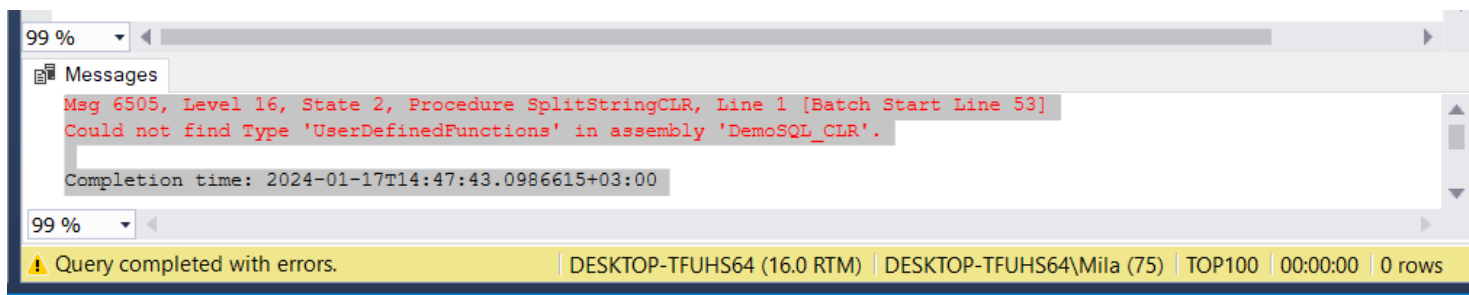 99 %
Messages
Msg 6505, Level 16, State 2, Procedure SplitStringCLR, Line 1 [Batch Start Line 53]
Could not find Type 'UserDefinedFunctions' in assembly 'DemoSQL_CLR'.
Completion time: 2024-01-17T14:47:43.0986615+03:00
99 %
Query completed with errors. DESKTOP-TFUHS64 (16.0 RTM) DESKTOP-TFUHS64\Mila (75) TOP100 00:00:00 0 rows